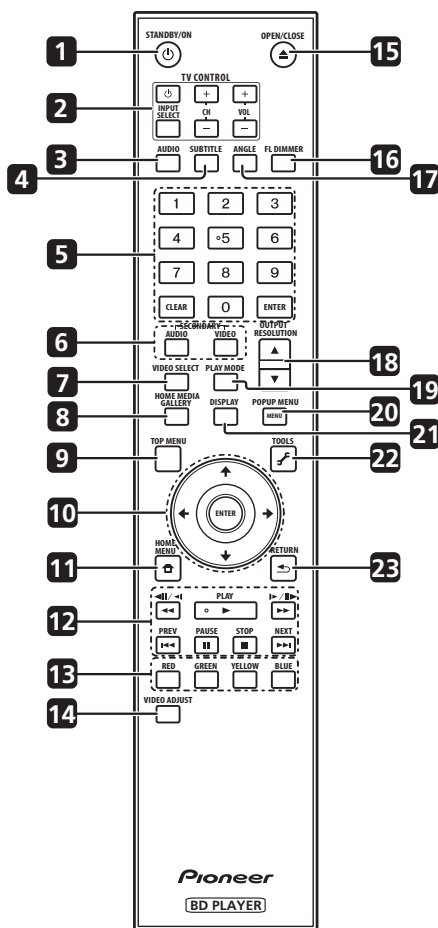 STANDBY/ON OPEN/CLOSE
1 15
TV CONTROL
2 + +
INPUT SELECT CH VOL
– –
3 AUDIO SUBTITLE ANGLE FL DIMMER 16
4 17
1 2 3
5 4 5 6
7 8 9
CLEAR 0 ENTER
SECONDARY
6 AUDIO VIDEO OUTPUT RESOLUTION 18
7 VIDEO SELECT PLAY MODE 19
8 HOME MEDIA GALLERY DISPLAY POPUP MENU 20
MENU 21
9 TOP MENU TOOLS 22
10 ENTER
11 HOME MENU RETURN 23
12 PLAY
PREV PAUSE STOP NEXT
13 RED GREEN YELLOW BLUE
14 VIDEO ADJUST
Pioneer
BD PLAYER